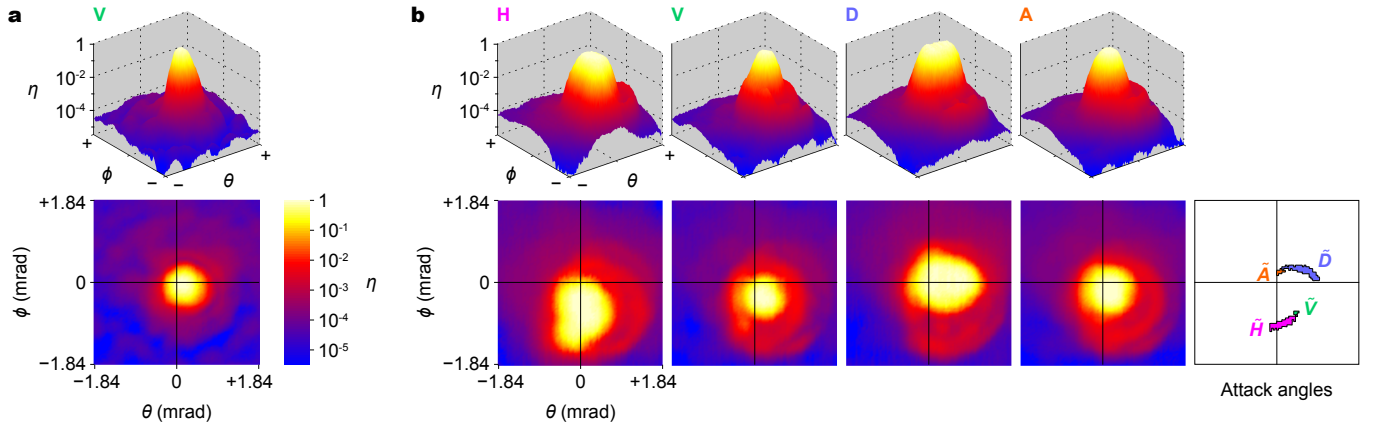 a
V
b
H
V
D
A
1
10⁻²
10⁻⁴
η
+
ϕ
−
−
θ
+
1
10⁻²
10⁻⁴
η
+
ϕ
−
−
θ
+
+1.84
0
−1.84
ϕ (mrad)
−1.84
0
+1.84
θ (mrad)
1
10⁻¹
10⁻²
10⁻³
10⁻⁴
10⁻⁵
η
+1.84
0
−1.84
ϕ (mrad)
−1.84
0
+1.84
θ (mrad)
Ã
D̃
H̃
Ṽ
Attack angles